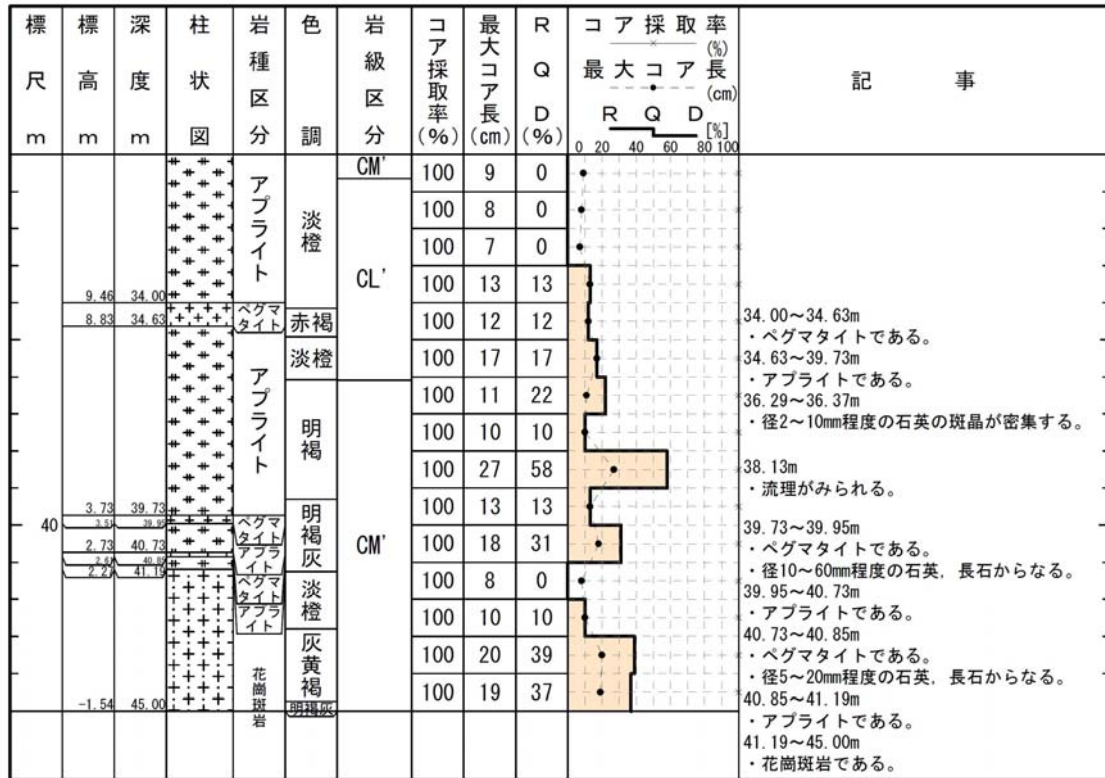 標尺 m
標高 m
深度 m
柱状図
岩種区分
色調
岩級区分
コア採取率(%)
最大コア長(cm)
RQD(%)
コア採取率
(%)
最大コア長
(cm)
RQD
[%]
0 20 40 60 80 100
記事
40
9.46 34.00
8.83 34.63
3.73 39.73
3.51 39.95
2.73 40.73
2.61 40.85
2.27 41.19
-1.54 45.00
アプライト
ペグマタイト
アプライト
ペグマタイト
アプライト
ペグマタイト
アプライト
花崗斑岩
淡橙
赤褐
淡橙
明褐
明褐灰
淡橙
灰黄褐
明褐灰
CM'
CL'
CM'
100 9 0
100 8 0
100 7 0
100 13 13
100 12 12
100 17 17
100 11 22
100 10 10
100 27 58
100 13 13
100 18 31
100 8 0
100 10 10
100 20 39
100 19 37
34.00～34.63m
・ペグマタイトである。
34.63～39.73m
・アプライトである。
36.29～36.37m
・径2～10mm程度の石英の斑晶が密集する。
38.13m
・流理がみられる。
39.73～39.95m
・ペグマタイトである。
・径10～60mm程度の石英，長石からなる。
39.95～40.73m
・アプライトである。
40.73～40.85m
・ペグマタイトである。
・径5～20mm程度の石英，長石からなる。
40.85～41.19m
・アプライトである。
41.19～45.00m
・花崗斑岩である。